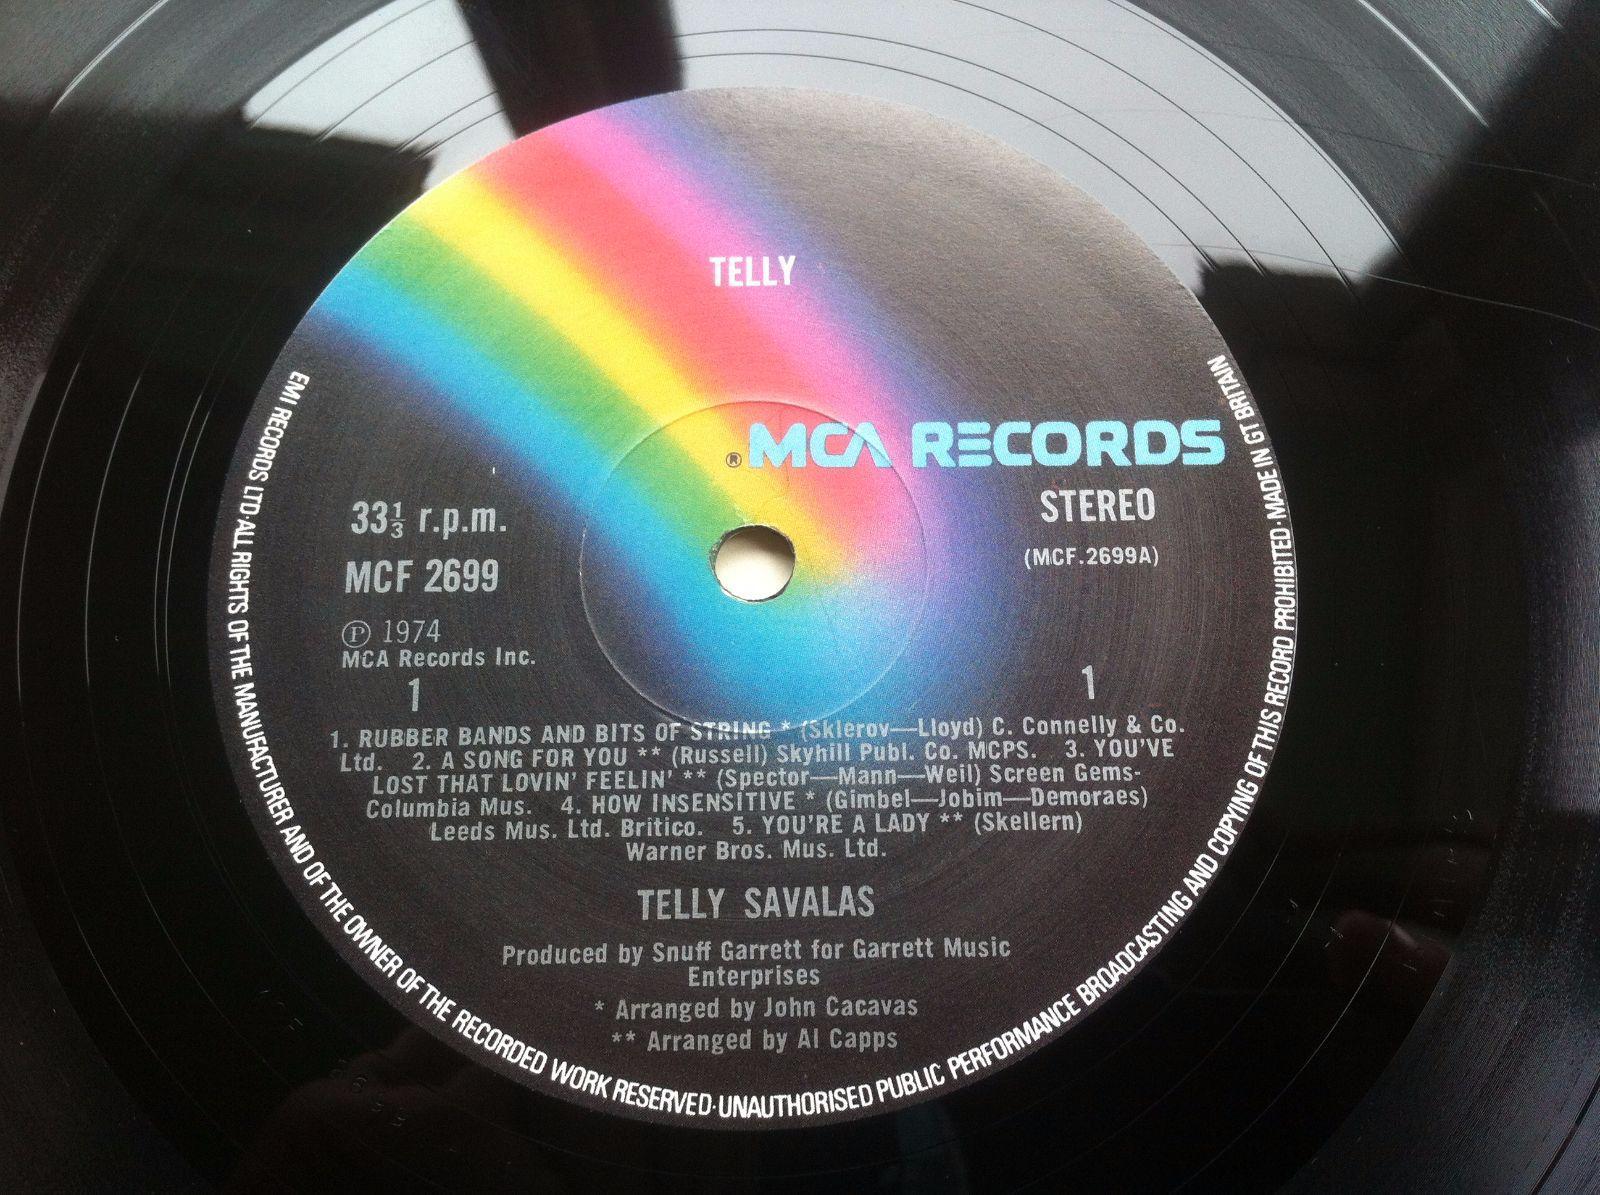 TELLY
® MCA RECORDS
33⅓ r.p.m.
STEREO
MCF 2699
(MCF.2699A)
℗ 1974
MCA Records Inc.
1
1
1. RUBBER BANDS AND BITS OF STRING * (Sklerov—Lloyd) C. Connelly & Co.
Ltd. 2. A SONG FOR YOU ** (Russell) Skyhill Publ. Co. MCPS. 3. YOU'VE
LOST THAT LOVIN' FEELIN' ** (Spector—Mann—Weil) Screen Gems-
Columbia Mus. 4. HOW INSENSITIVE * (Gimbel—Jobim—Demoraes)
Leeds Mus. Ltd. Britico. 5. YOU'RE A LADY ** (Skellern)
Warner Bros. Mus. Ltd.
TELLY SAVALAS
Produced by Snuff Garrett for Garrett Music
Enterprises
* Arranged by John Cacavas
** Arranged by Al Capps
EMI RECORDS LTD·ALL RIGHTS OF THE MANUFACTURER AND OF THE OWNER OF THE RECORDED WORK RESERVED·UNAUTHORISED PUBLIC PERFORMANCE BROADCASTING AND COPYING OF THIS RECORD PROHIBITED·MADE IN GT BRITAIN